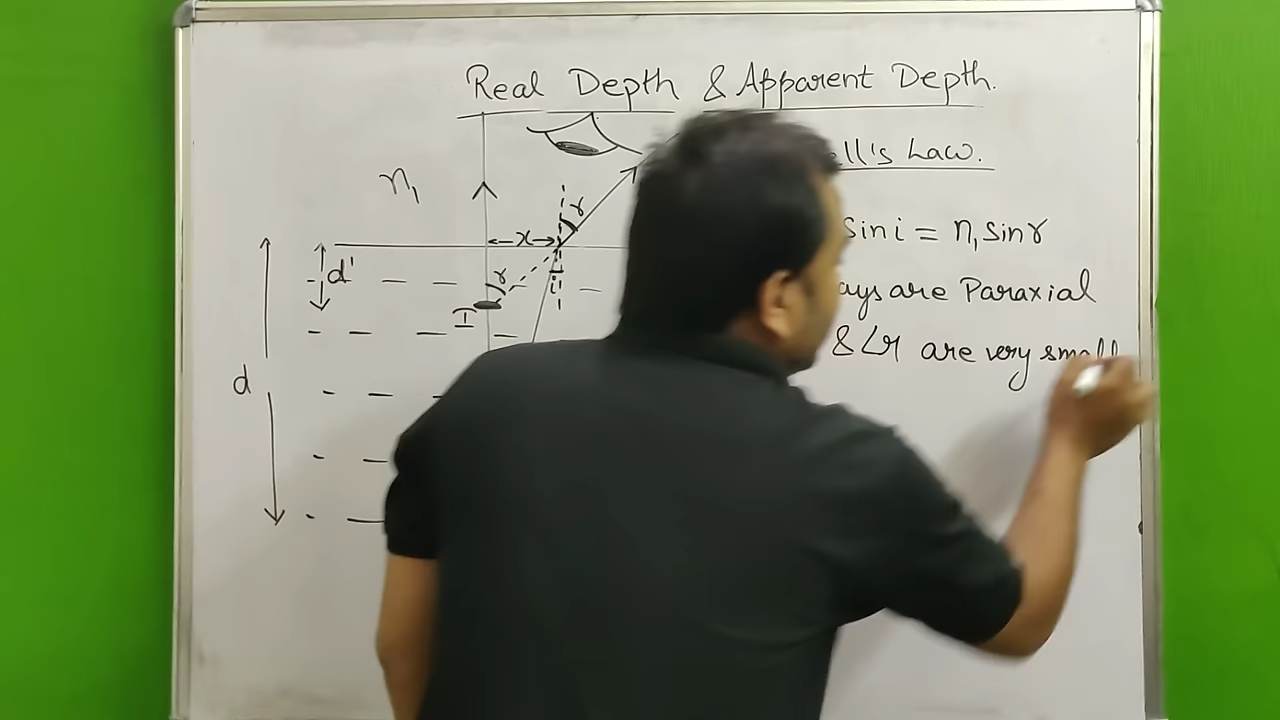 Real Depth & Apparent Depth.
ell's Law.
n₁
r
x
sin i = n₁ sin r
d'
r
i
ays are Paraxial
I
& ∠r are very small
d